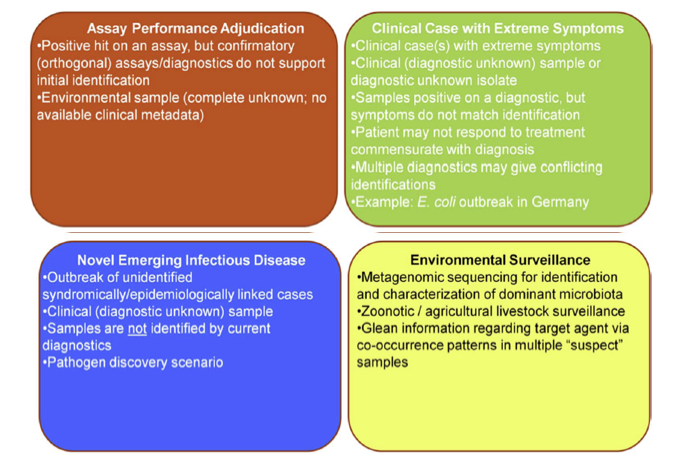 Assay Performance Adjudication
•Positive hit on an assay, but confirmatory
(orthogonal) assays/diagnostics do not support
initial identification
•Environmental sample (complete unknown; no
available clinical metadata)
Clinical Case with Extreme Symptoms
•Clinical case(s) with extreme symptoms
•Clinical (diagnostic unknown) sample or
diagnostic unknown isolate
•Samples positive on a diagnostic, but
symptoms do not match identification
•Patient may not respond to treatment
commensurate with diagnosis
•Multiple diagnostics may give conflicting
identifications
•Example: E. coli outbreak in Germany
Novel Emerging Infectious Disease
•Outbreak of unidentified
syndromically/epidemiologically linked cases
•Clinical (diagnostic unknown) sample
•Samples are not identified by current
diagnostics
•Pathogen discovery scenario
Environmental Surveillance
•Metagenomic sequencing for identification
and characterization of dominant microbiota
•Zoonotic / agricultural livestock surveillance
•Glean information regarding target agent via
co-occurrence patterns in multiple “suspect”
samples